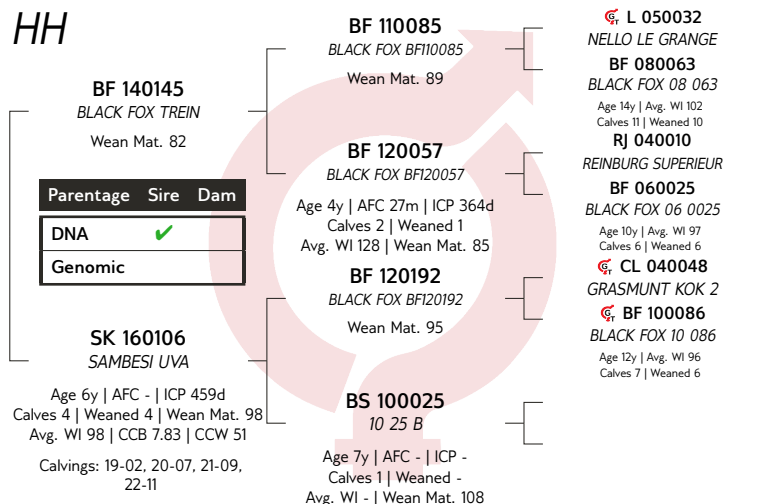 HH
BF 140145
BLACK FOX TREIN
Wean Mat. 82
Parentage Sire Dam
DNA ✔
Genomic
SK 160106
SAMBESI UVA
Age 6y | AFC - | ICP 459d
Calves 4 | Weaned 4 | Wean Mat. 98
Avg. WI 98 | CCB 7.83 | CCW 51
Calvings: 19-02, 20-07, 21-09,
22-11
BF 110085
BLACK FOX BF110085
Wean Mat. 89
BF 120057
BLACK FOX BF120057
Age 4y | AFC 27m | ICP 364d
Calves 2 | Weaned 1
Avg. WI 128 | Wean Mat. 85
BF 120192
BLACK FOX BF120192
Wean Mat. 95
BS 100025
10 25 B
Age 7y | AFC - | ICP -
Calves 1 | Weaned -
Avg. WI - | Wean Mat. 108
GT L 050032
NELLO LE GRANGE
BF 080063
BLACK FOX 08 063
Age 14y | Avg. WI 102
Calves 11 | Weaned 10
RJ 040010
REINBURG SUPERIEUR
BF 060025
BLACK FOX 06 0025
Age 10y | Avg. WI 97
Calves 6 | Weaned 6
GT CL 040048
GRASMUNT KOK 2
GT BF 100086
BLACK FOX 10 086
Age 12y | Avg. WI 96
Calves 7 | Weaned 6